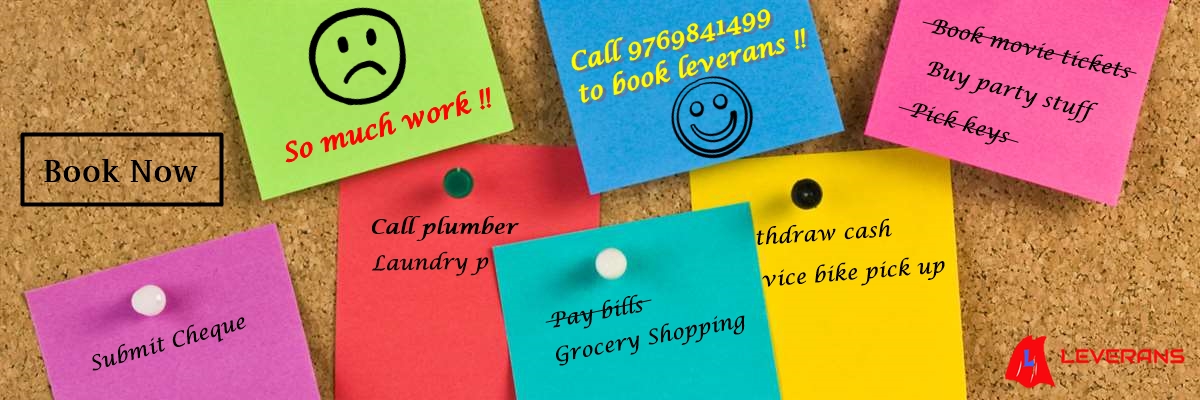 So much work !!
Call 9769841499
to book leverans !!
Book movie tickets
Buy party stuff
Pick keys
Book Now
Call plumber
Laundry p
thdraw cash
vice bike pick up
Submit Cheque
Pay bills
Grocery Shopping
L
LEVERANS